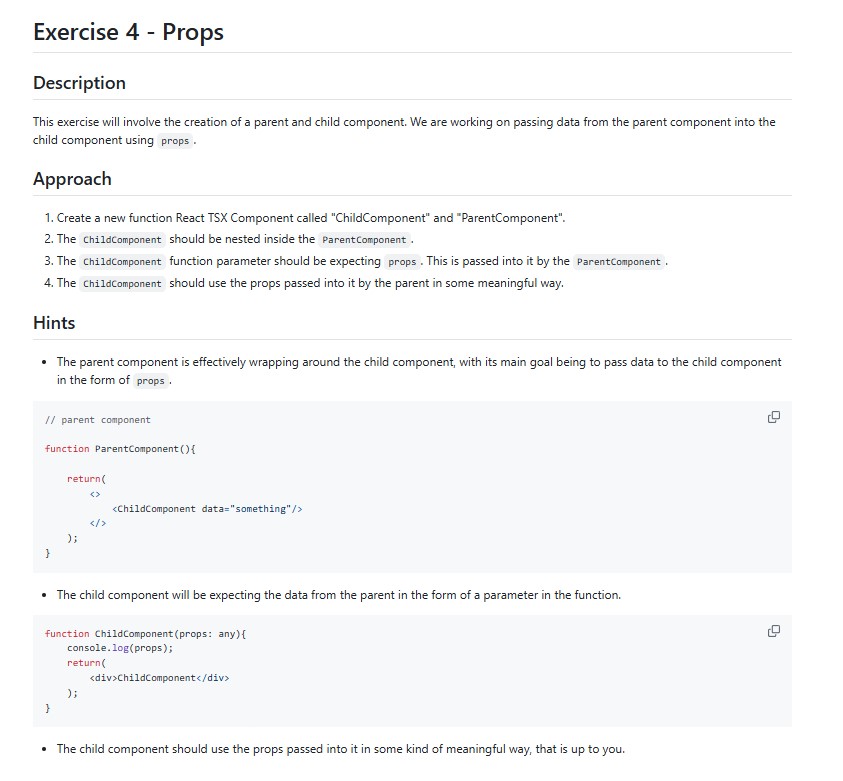 Exercise 4 - Props
Description
This exercise will involve the creation of a parent and child component. We are working on passing data from the parent component into the
child component using props .
Approach
1. Create a new function React TSX Component called "ChildComponent" and "ParentComponent".
2. The ChildComponent should be nested inside the ParentComponent .
3. The ChildComponent function parameter should be expecting props . This is passed into it by the ParentComponent .
4. The ChildComponent should use the props passed into it by the parent in some meaningful way.
Hints
• The parent component is effectively wrapping around the child component, with its main goal being to pass data to the child component
in the form of props .
// parent component
function ParentComponent(){
return(
<>
<ChildComponent data="something"/>
</>
);
}
• The child component will be expecting the data from the parent in the form of a parameter in the function.
function ChildComponent(props: any){
console.log(props);
return(
<div>ChildComponent</div>
);
}
• The child component should use the props passed into it in some kind of meaningful way, that is up to you.